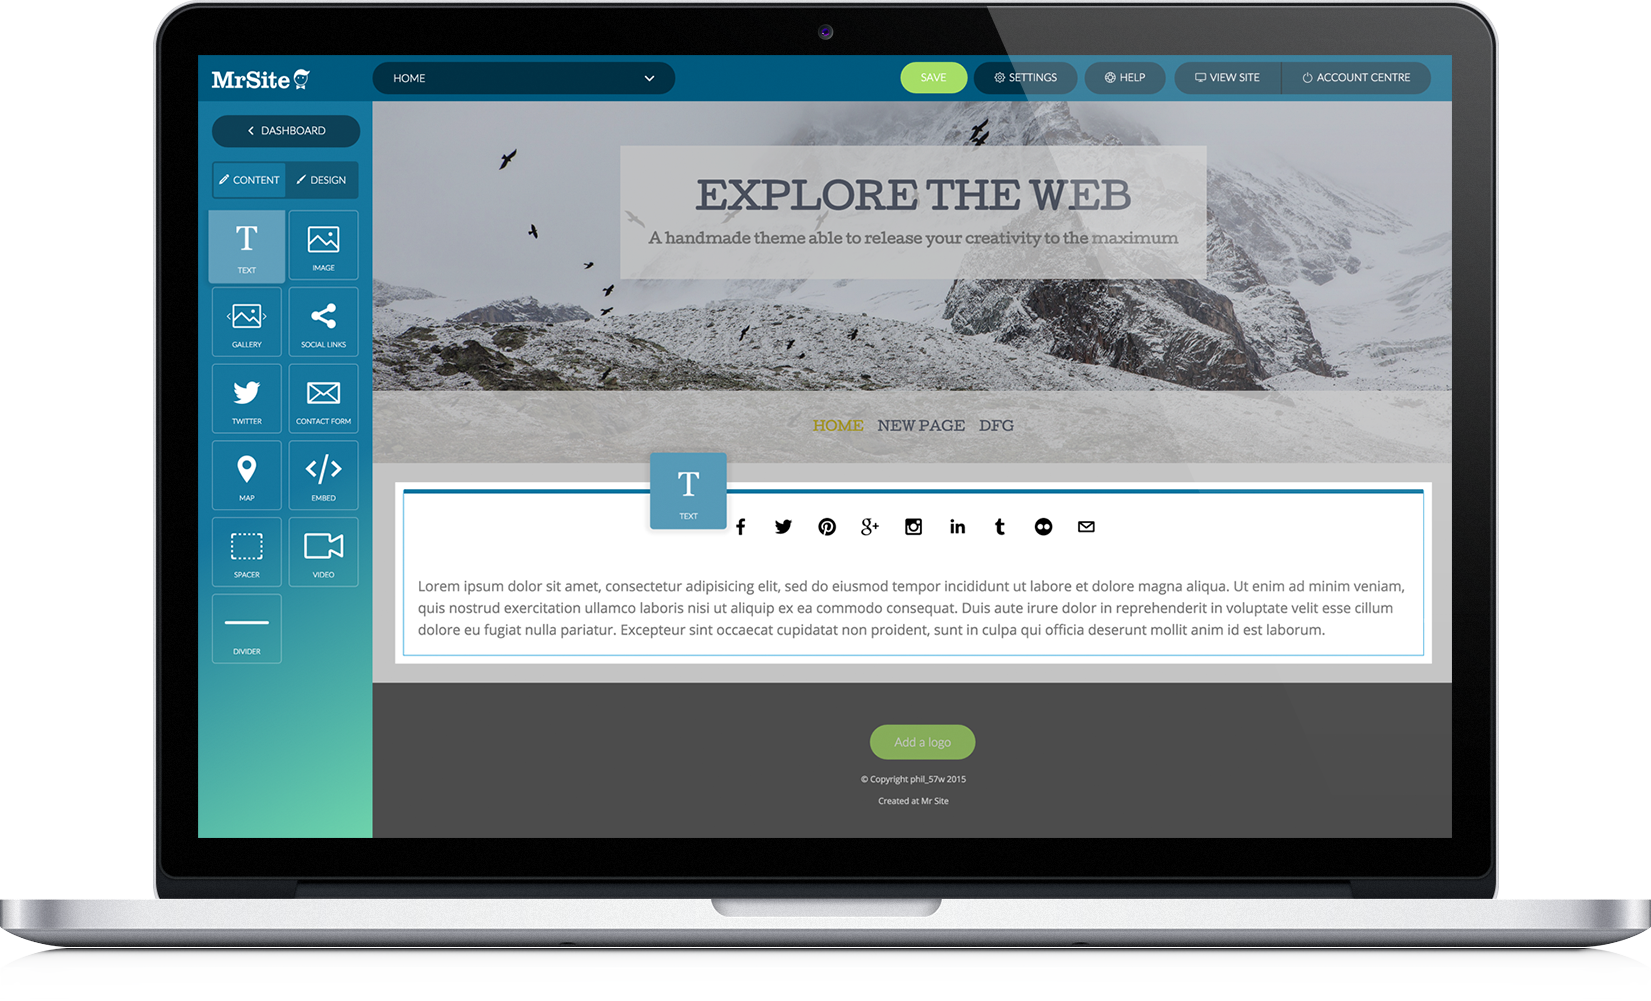 MrSite
HOME
SAVE
SETTINGS
HELP
VIEW SITE
ACCOUNT CENTRE
DASHBOARD
CONTENT
DESIGN
T
TEXT
IMAGE
GALLERY
SOCIAL LINKS
TWITTER
CONTACT FORM
MAP
EMBED
SPACER
VIDEO
DIVIDER
EXPLORE THE WEB
A handmade theme able to release your creativity to the maximum
HOME NEW PAGE DFG
T
TEXT
Lorem ipsum dolor sit amet, consectetur adipisicing elit, sed do eiusmod tempor incididunt ut labore et dolore magna aliqua. Ut enim ad minim veniam,
quis nostrud exercitation ullamco laboris nisi ut aliquip ex ea commodo consequat. Duis aute irure dolor in reprehenderit in voluptate velit esse cillum
dolore eu fugiat nulla pariatur. Excepteur sint occaecat cupidatat non proident, sunt in culpa qui officia deserunt mollit anim id est laborum.
Add a logo
© Copyright phil_57w 2015
Created at Mr Site